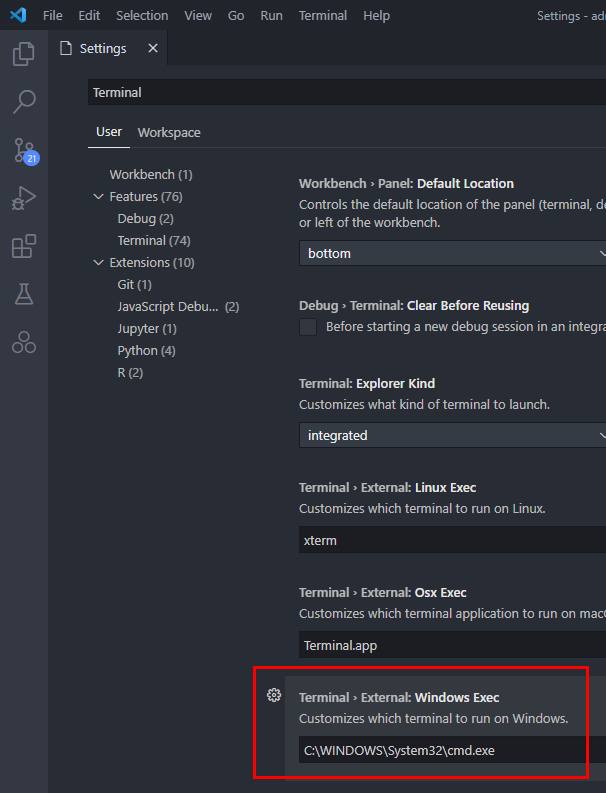 File Edit Selection View Go Run Terminal Help Settings - ad
Settings
Terminal
User Workspace
21
Workbench (1)
Features (76)
Debug (2)
Terminal (74)
Extensions (10)
Git (1)
JavaScript Debu... (2)
Jupyter (1)
Python (4)
R (2)
Workbench › Panel: Default Location
Controls the default location of the panel (terminal, de
or left of the workbench.
bottom
Debug › Terminal: Clear Before Reusing
Before starting a new debug session in an integra
Terminal: Explorer Kind
Customizes what kind of terminal to launch.
integrated
Terminal › External: Linux Exec
Customizes which terminal to run on Linux.
xterm
Terminal › External: Osx Exec
Customizes which terminal application to run on macO
Terminal.app
Terminal › External: Windows Exec
Customizes which terminal to run on Windows.
C:\WINDOWS\System32\cmd.exe